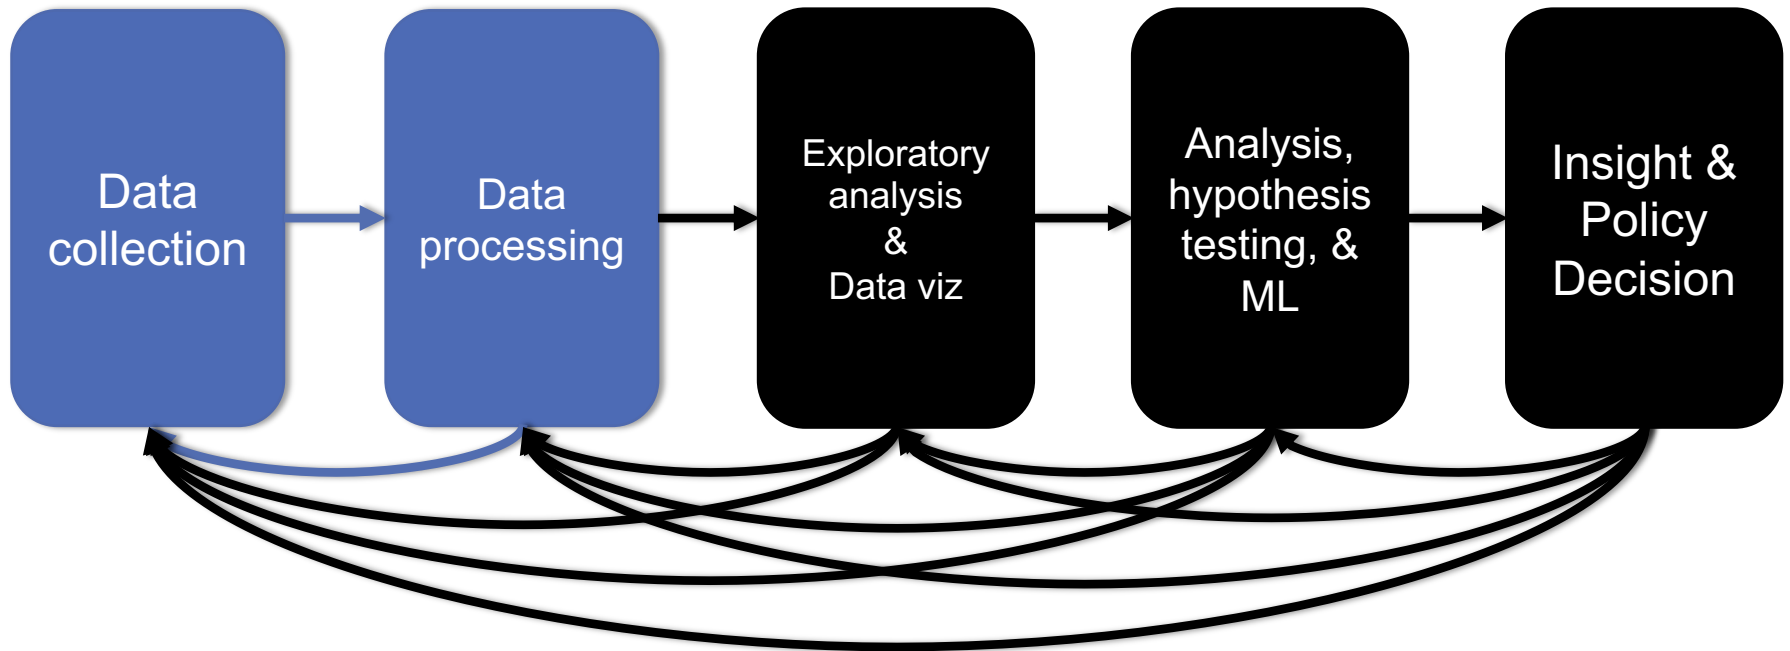 Data
collection
Data
processing
Exploratory
analysis
&
Data viz
Analysis,
hypothesis
testing, &
ML
Insight &
Policy
Decision